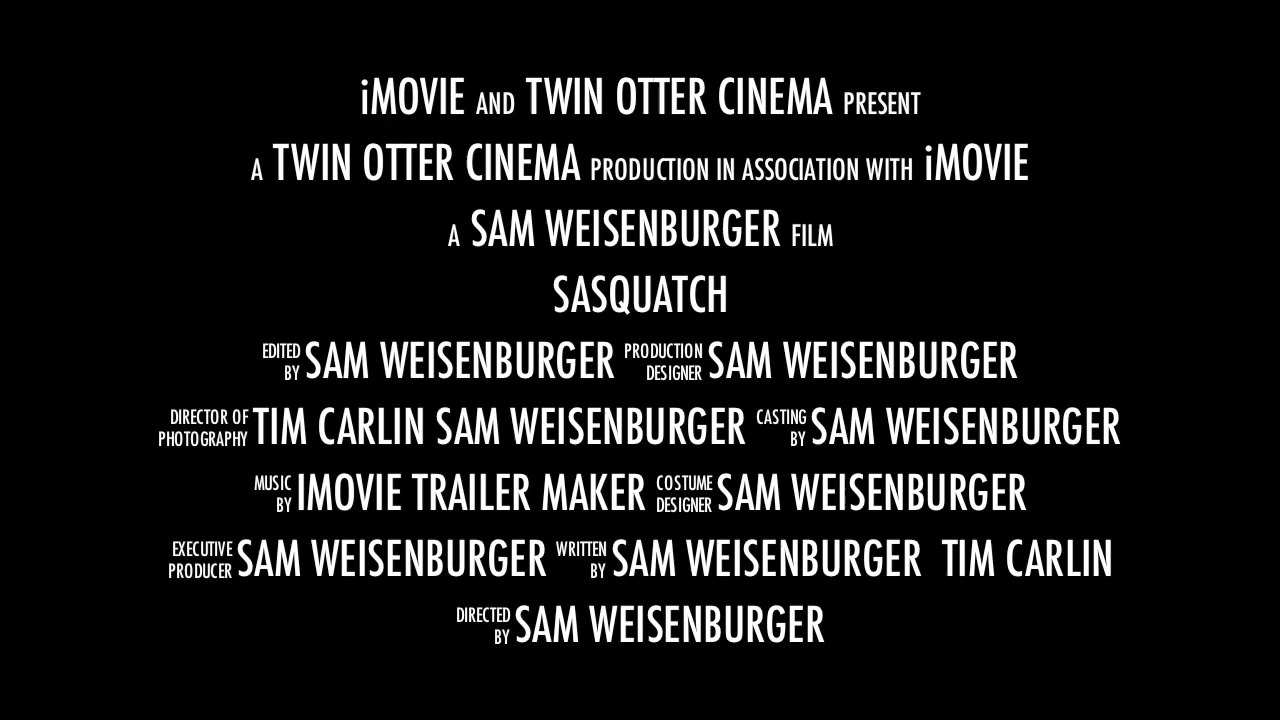 iMOVIE AND TWIN OTTER CINEMA PRESENT
A TWIN OTTER CINEMA PRODUCTION IN ASSOCIATION WITH iMOVIE
A SAM WEISENBURGER FILM
SASQUATCH
EDITED BY SAM WEISENBURGER PRODUCTION DESIGNER SAM WEISENBURGER
DIRECTOR OF PHOTOGRAPHY TIM CARLIN SAM WEISENBURGER CASTING BY SAM WEISENBURGER
MUSIC BY IMOVIE TRAILER MAKER COSTUME DESIGNER SAM WEISENBURGER
EXECUTIVE PRODUCER SAM WEISENBURGER WRITTEN BY SAM WEISENBURGER TIM CARLIN
DIRECTED BY SAM WEISENBURGER